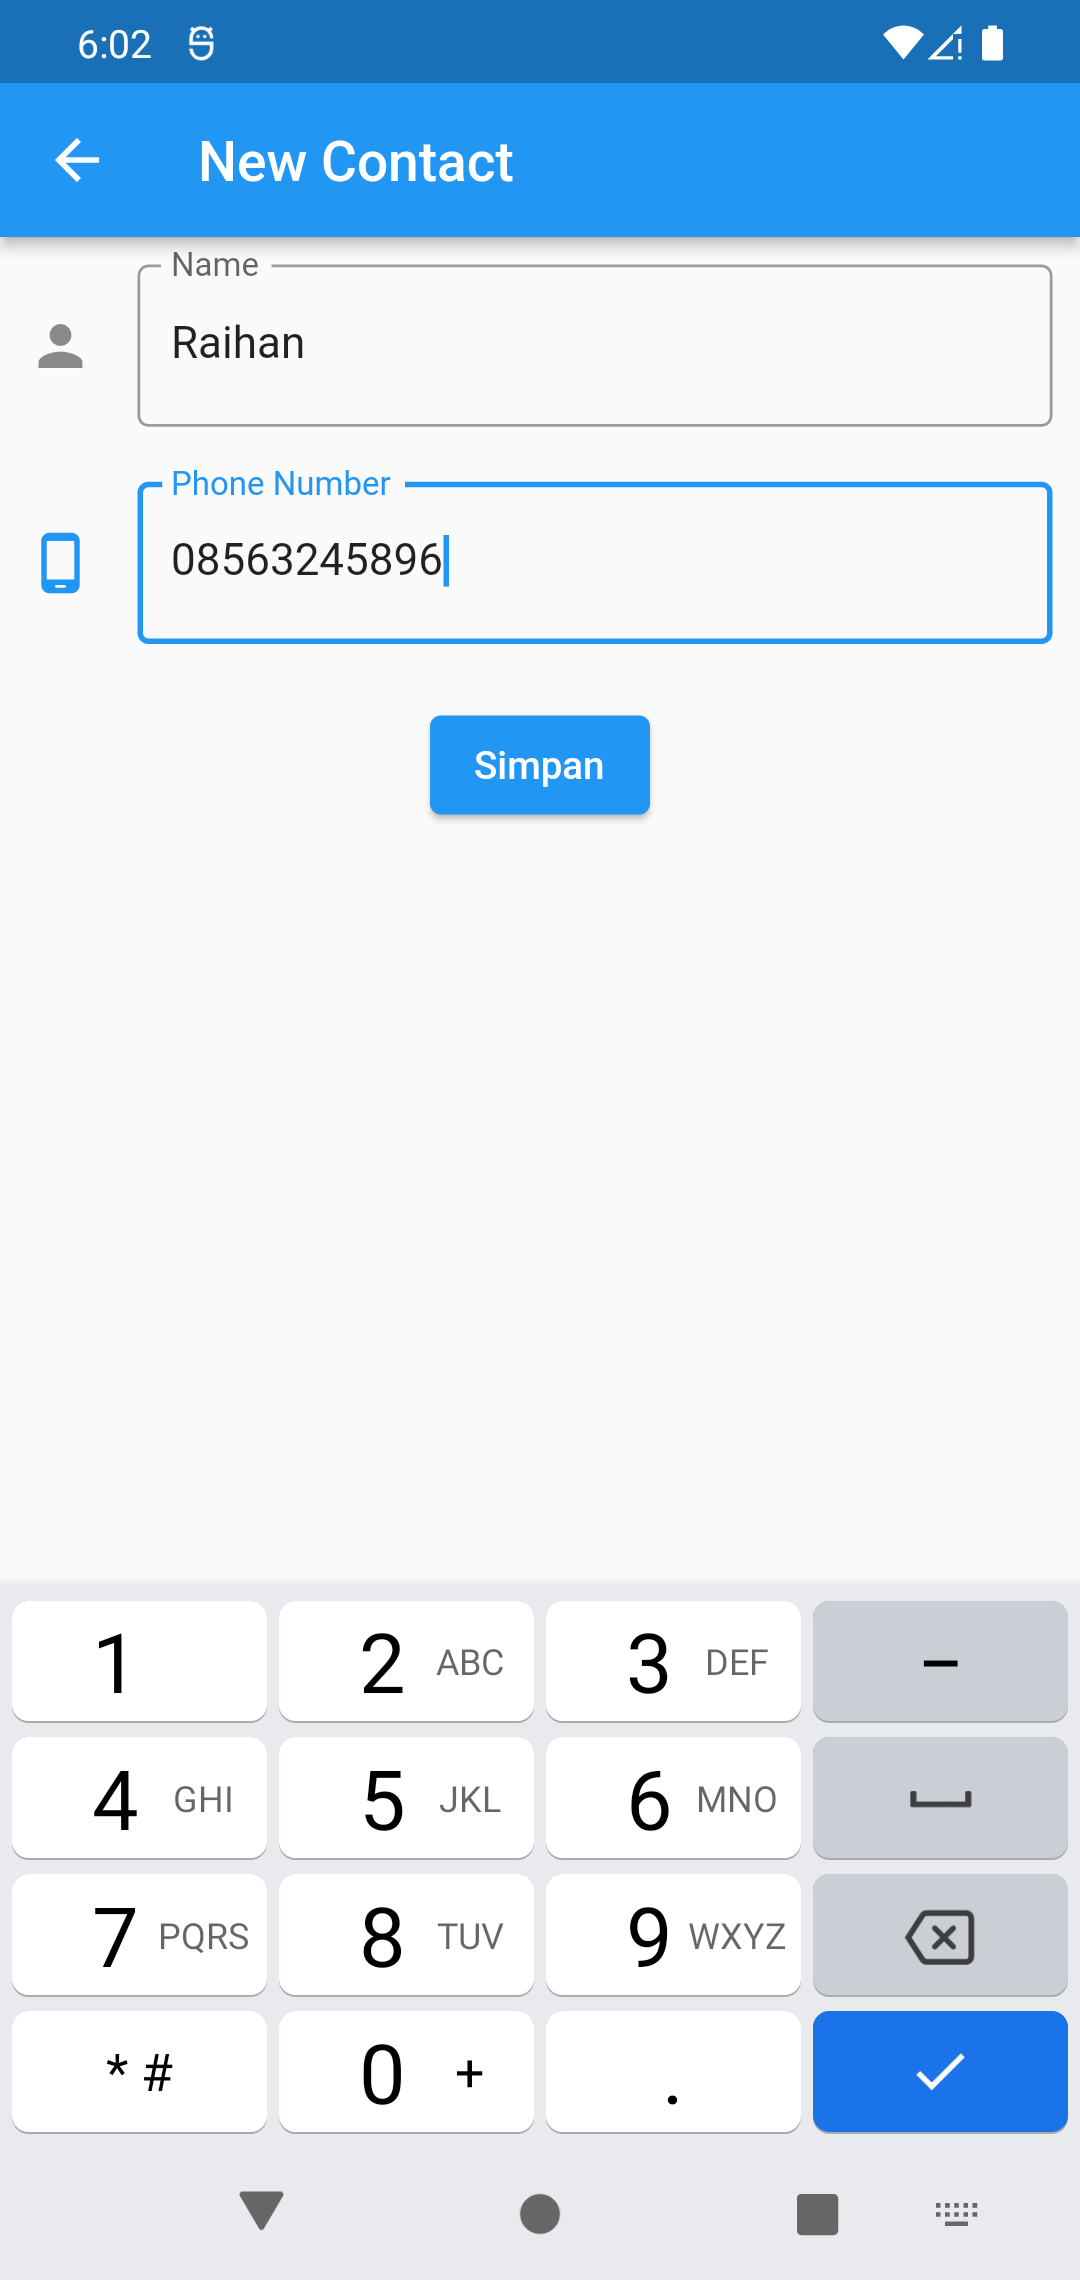 6:02
New Contact
Name
Raihan
Phone Number
08563245896
Simpan
1 2 ABC 3 DEF –
4 GHI 5 JKL 6 MNO
7 PQRS 8 TUV 9 WXYZ
* # 0 + .